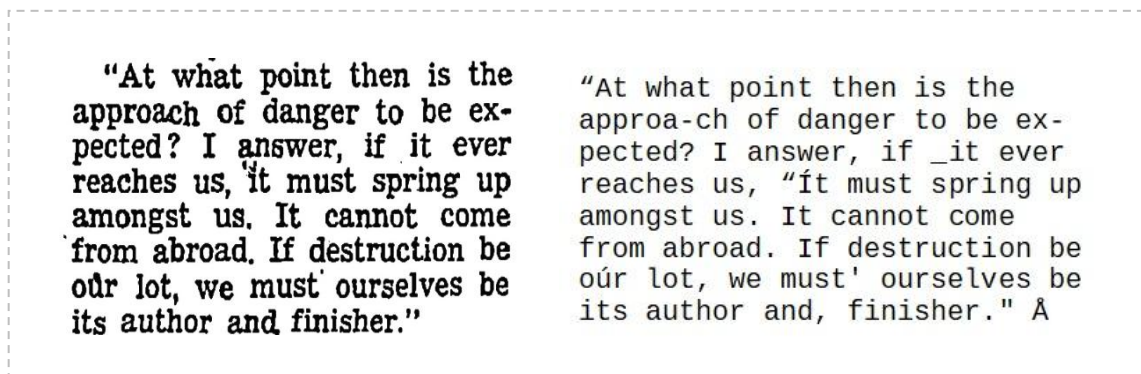 “At what point then is the
approach of danger to be ex-
pected? I answer, if it ever
reaches us, it must spring up
amongst us. It cannot come
from abroad. If destruction be
our lot, we must ourselves be
its author and finisher.”
“At what point then is the
approa-ch of danger to be ex-
pected? I answer, if _it ever
reaches us, “Ít must spring up
amongst us. It cannot come
from abroad. If destruction be
oúr lot, we must' ourselves be
its author and, finisher." Å